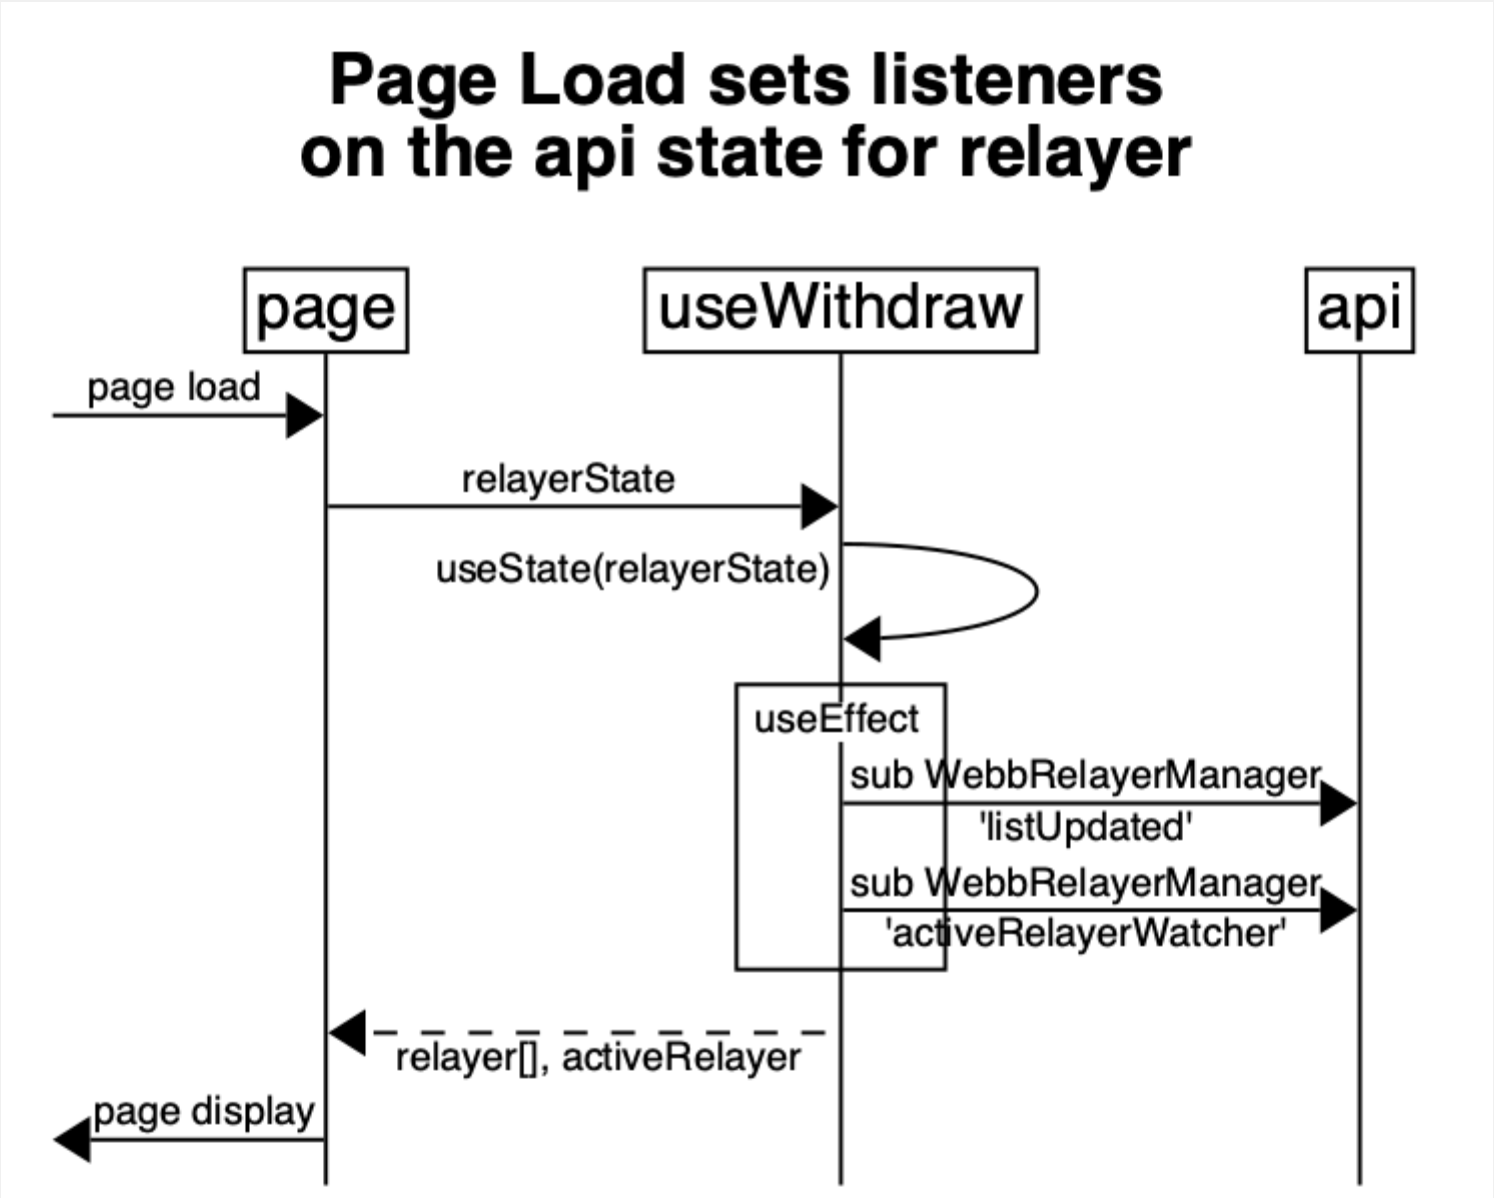 Page Load sets listeners
on the api state for relayer
page
useWithdraw
api
page load
relayerState
useState(relayerState)
useEffect
sub WebbRelayerManager
'listUpdated'
sub WebbRelayerManager
'activeRelayerWatcher'
relayer[], activeRelayer
page display